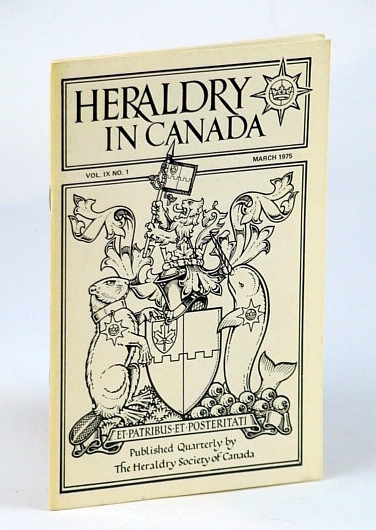 HERALDRY
IN CANADA
VOL. IX NO. 1
MARCH 1975
ET·PATRIBUS·ET·POSTERITATI
Published Quarterly by
The Heraldry Society of Canada